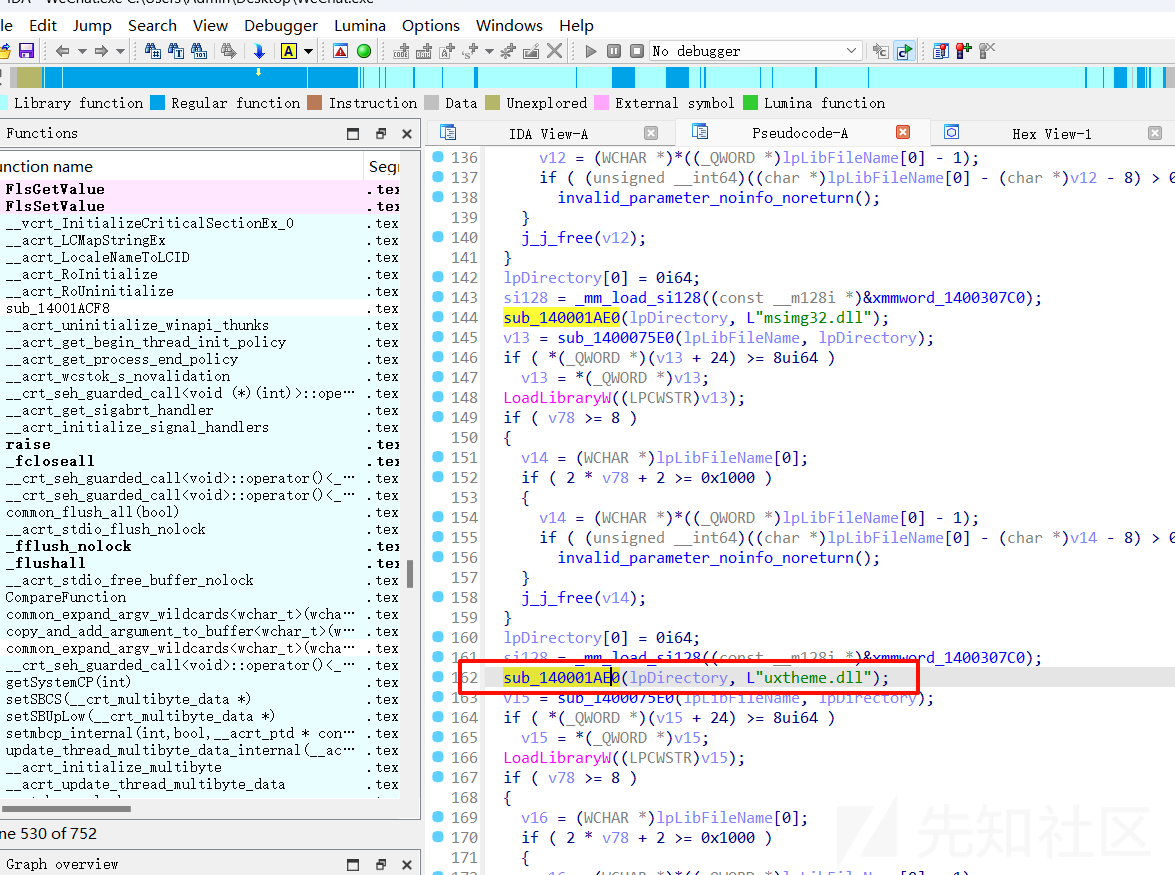 IDA - WeChat.exe C:\Users\Admin\Desktop\WeChat.exe
le Edit Jump Search View Debugger Lumina Options Windows Help
No debugger
Library function Regular function Instruction Data Unexplored External symbol Lumina function
Functions
unction name Segi
FlsGetValue .tex
FlsSetValue .tex
__vcrt_InitializeCriticalSectionEx_0 .tex
__acrt_LCMapStringEx .tex
__acrt_LocaleNameToLCID .tex
__acrt_RoInitialize .tex
__acrt_RoUninitialize .tex
sub_14001ACF8 .tex
__acrt_uninitialize_winapi_thunks .tex
__acrt_get_begin_thread_init_policy .tex
__acrt_get_process_end_policy .tex
__acrt_wcstok_s_novalidation .tex
__crt_seh_guarded_call<void (*)(int)>::ope… .tex
__acrt_get_sigabrt_handler .tex
__acrt_initialize_signal_handlers .tex
raise .tex
_fcloseall .tex
__crt_seh_guarded_call<void>::operator()<_… .tex
__crt_seh_guarded_call<void>::operator()<_… .tex
common_flush_all(bool) .tex
__acrt_stdio_flush_nolock .tex
_fflush_nolock .tex
_flushall .tex
__acrt_stdio_free_buffer_nolock .tex
CompareFunction .tex
common_expand_argv_wildcards<wchar_t>(wcha… .tex
copy_and_add_argument_to_buffer<wchar_t>(w… .tex
common_expand_argv_wildcards<wchar_t>(wcha… .tex
__crt_seh_guarded_call<void>::operator()<_… .tex
getSystemCP(int) .tex
setSBCS(__crt_multibyte_data *) .tex
setSBUpLow(__crt_multibyte_data *) .tex
setmbcp_internal(int,bool,__acrt_ptd * con… .tex
update_thread_multibyte_data_internal(__ac… .tex
__acrt_initialize_multibyte .tex
__acrt_update_thread_multibyte_data .tex
ne 530 of 752
Graph overview
IDA View-A Pseudocode-A Hex View-1
136 v12 = (WCHAR *)*((_QWORD *)lpLibFileName[0] - 1);
137 if ( (unsigned __int64)((char *)lpLibFileName[0] - (char *)v12 - 8) > 0
138 invalid_parameter_noinfo_noreturn();
139 }
140 j_j_free(v12);
141 }
142 lpDirectory[0] = 0i64;
143 si128 = _mm_load_si128((const __m128i *)&xmmword_1400307C0);
144 sub_140001AE0(lpDirectory, L"msimg32.dll");
145 v13 = sub_1400075E0(lpLibFileName, lpDirectory);
146 if ( *(_QWORD *)(v13 + 24) >= 8ui64 )
147 v13 = *(_QWORD *)v13;
148 LoadLibraryW((LPCWSTR)v13);
149 if ( v78 >= 8 )
150 {
151 v14 = (WCHAR *)lpLibFileName[0];
152 if ( 2 * v78 + 2 >= 0x1000 )
153 {
154 v14 = (WCHAR *)*((_QWORD *)lpLibFileName[0] - 1);
155 if ( (unsigned __int64)((char *)lpLibFileName[0] - (char *)v14 - 8) > 0
156 invalid_parameter_noinfo_noreturn();
157 }
158 j_j_free(v14);
159 }
160 lpDirectory[0] = 0i64;
161 si128 = _mm_load_si128((const __m128i *)&xmmword_1400307C0);
162 sub_140001AE0(lpDirectory, L"uxtheme.dll");
163 v15 = sub_1400075E0(lpLibFileName, lpDirectory);
164 if ( *(_QWORD *)(v15 + 24) >= 8ui64 )
165 v15 = *(_QWORD *)v15;
166 LoadLibraryW((LPCWSTR)v15);
167 if ( v78 >= 8 )
168 {
169 v16 = (WCHAR *)lpLibFileName[0];
170 if ( 2 * v78 + 2 >= 0x1000 )
171 {
先知社区